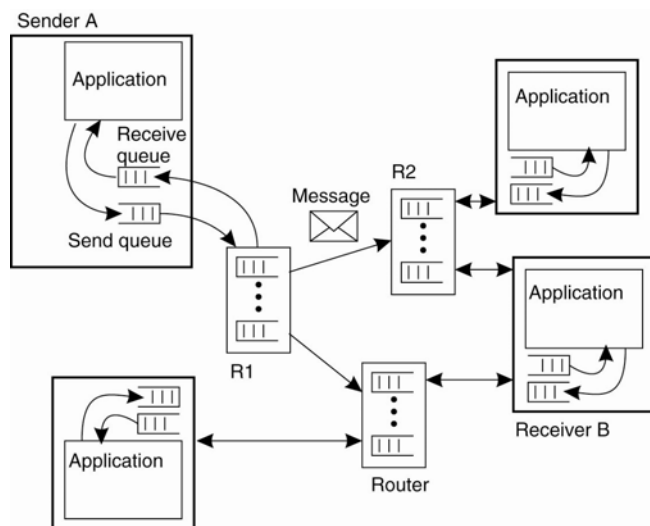 Sender A
Application
Receive
queue
Send queue
R1
Message
R2
Application
Application
Receiver B
Router
Application